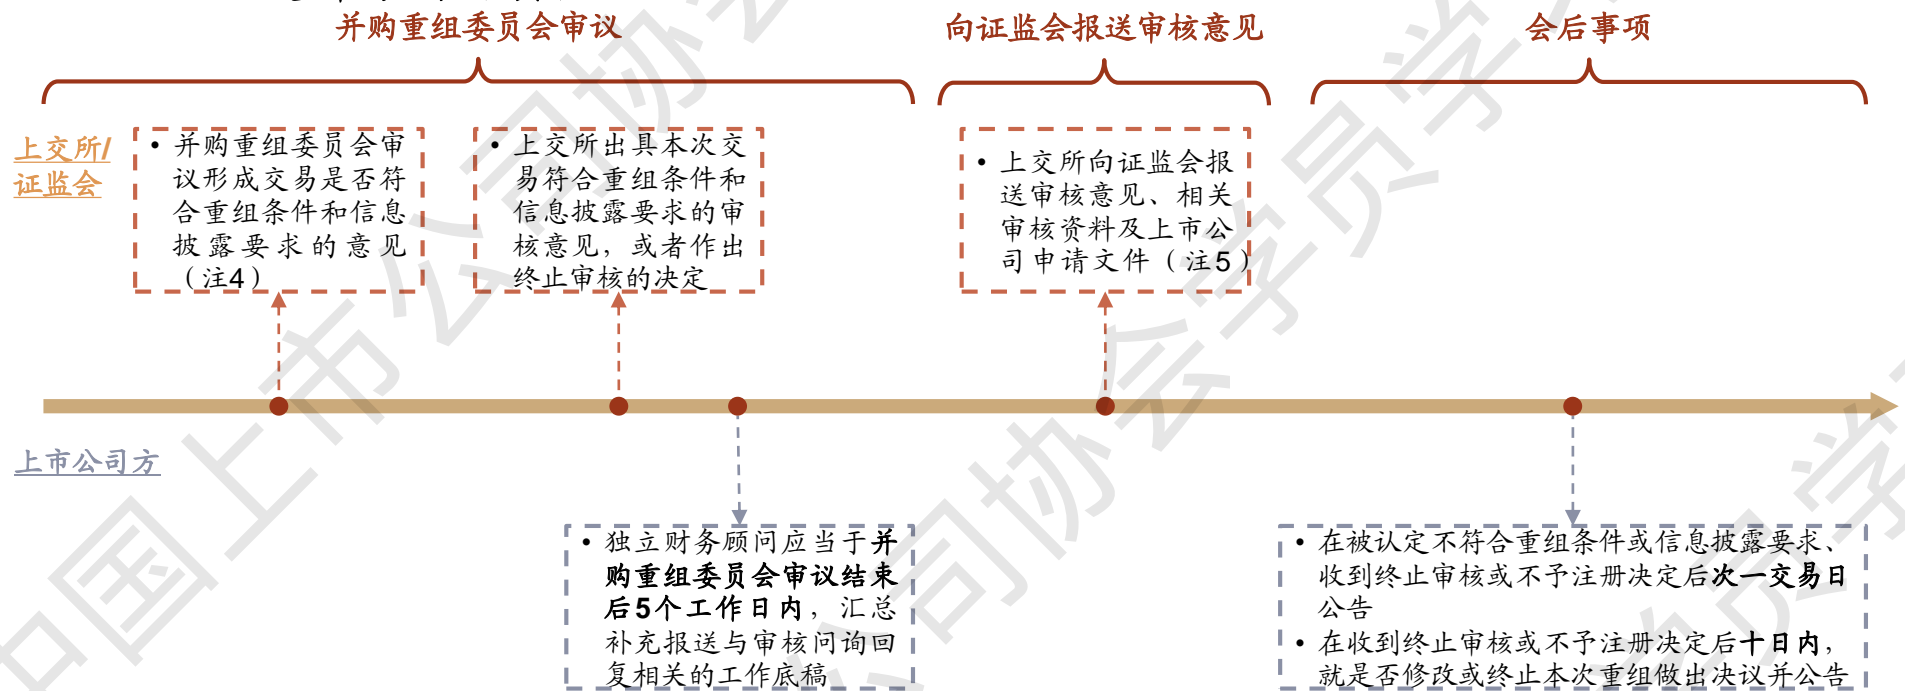 并购重组委员会审议
向证监会报送审核意见
会后事项
上交所/
证监会
• 并购重组委员会审
议形成交易是否符
合重组条件和信息
披露要求的意见
（注4）
• 上交所出具本次交
易符合重组条件和
信息披露要求的审
核意见，或者作出
终止审核的决定
• 上交所向证监会报
送审核意见、相关
审核资料及上市公
司申请文件（注5）
上市公司方
• 独立财务顾问应当于并
购重组委员会审议结束
后5个工作日内，汇总
补充报送与审核问询回
复相关的工作底稿
• 在被认定不符合重组条件或信息披露要求、
收到终止审核或不予注册决定后次一交易日
公告
• 在收到终止审核或不予注册决定后十日内，
就是否修改或终止本次重组做出决议并公告